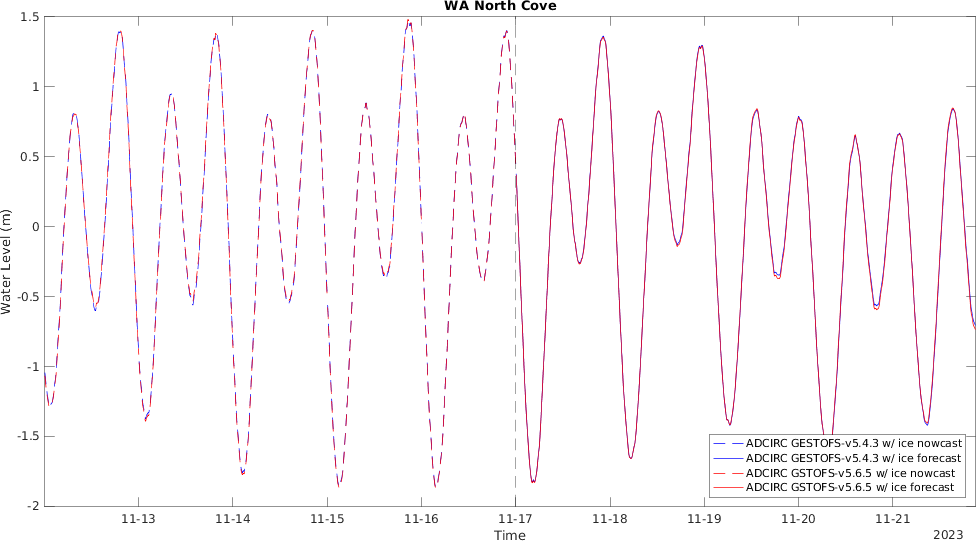 WA North Cove
1.5
1
0.5
0
-0.5
-1
-1.5
-2
Water Level (m)
ADCIRC GESTOFS-v5.4.3 w/ ice nowcast
ADCIRC GESTOFS-v5.4.3 w/ ice forecast
ADCIRC GSTOFS-v5.6.5 w/ ice nowcast
ADCIRC GSTOFS-v5.6.5 w/ ice forecast
11-13 11-14 11-15 11-16 11-17 11-18 11-19 11-20 11-21
Time
2023